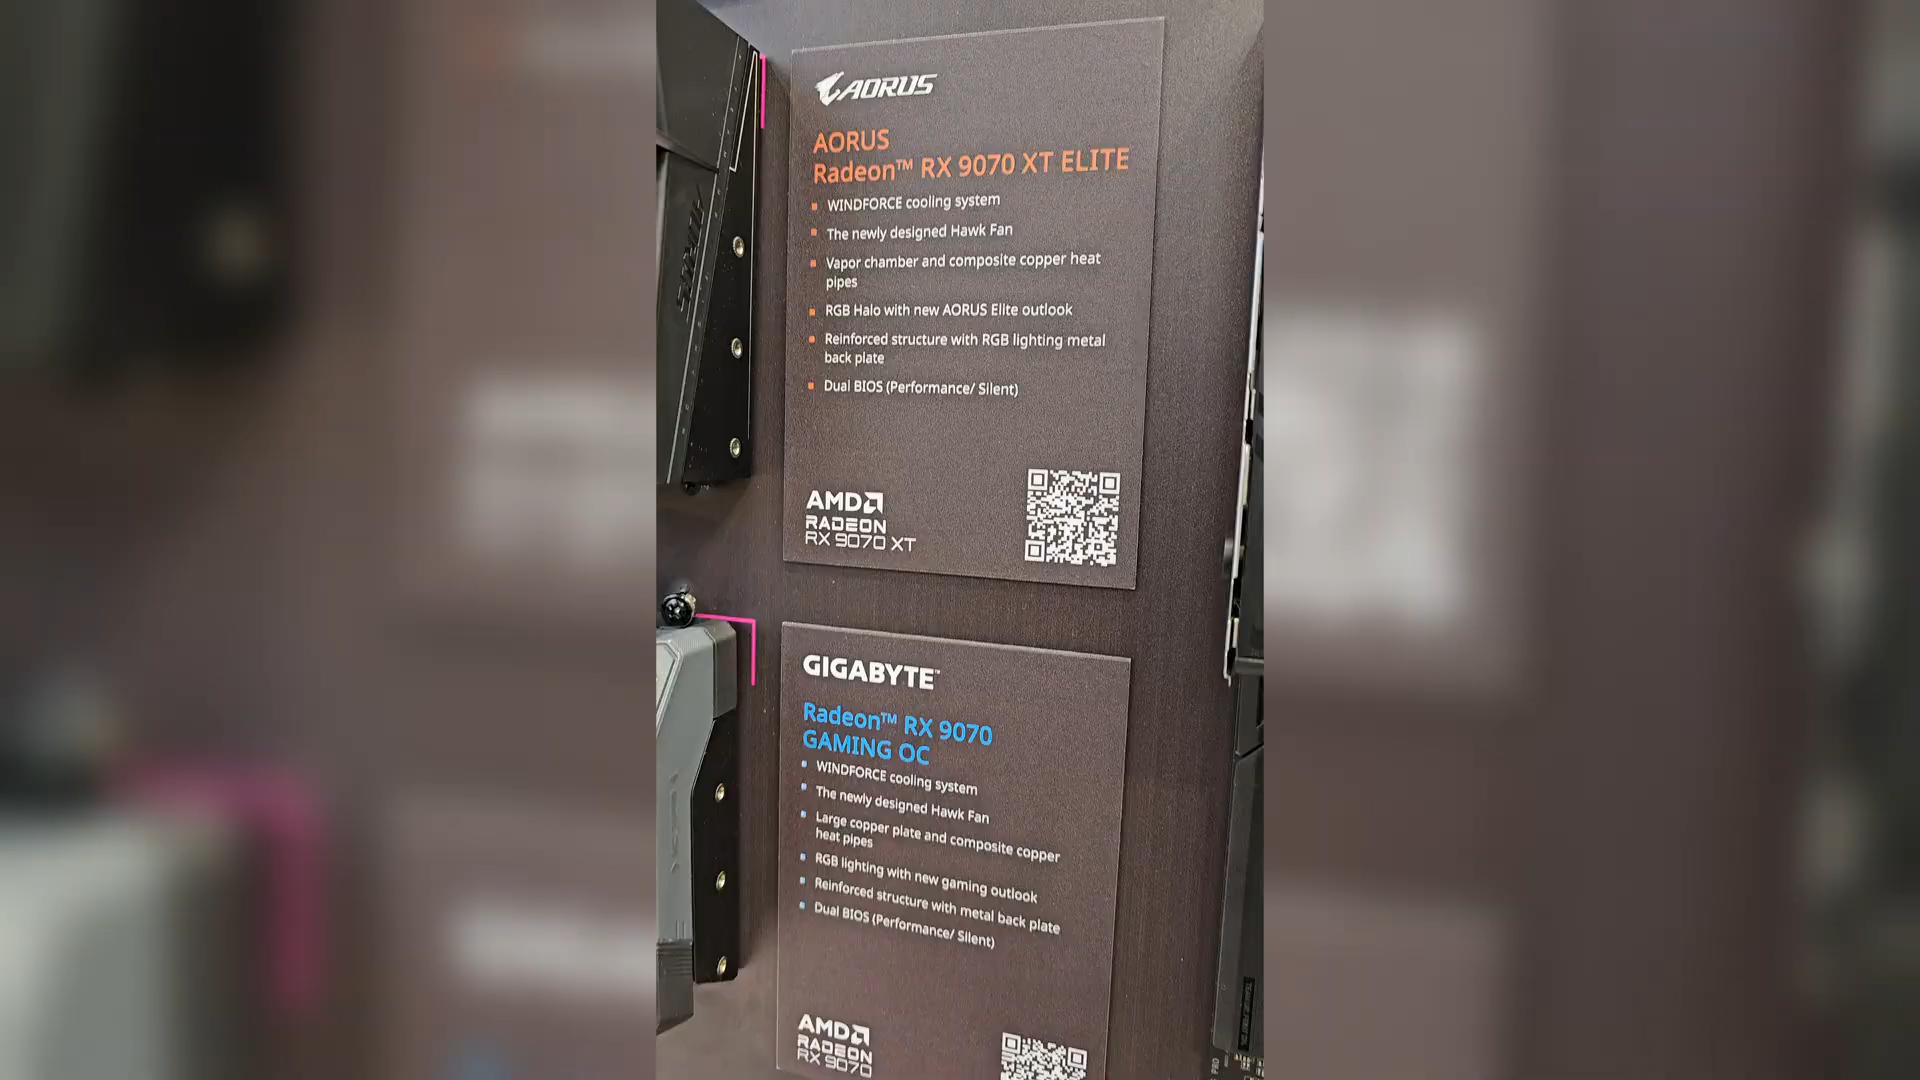 AORUS
AORUS
Radeon™ RX 9070 XT ELITE
WINDFORCE cooling system
The newly designed Hawk Fan
Vapor chamber and composite copper heat
pipes
RGB Halo with new AORUS Elite outlook
Reinforced structure with RGB lighting metal
back plate
Dual BIOS (Performance/ Silent)
AMD
RADEON
RX 9070 XT
GIGABYTE™
Radeon™ RX 9070
GAMING OC
WINDFORCE cooling system
The newly designed Hawk Fan
Large copper plate and composite copper
heat pipes
RGB lighting with new gaming outlook
Reinforced structure with metal back plate
Dual BIOS (Performance/ Silent)
AMD
RADEON
RX 9070
AORUS